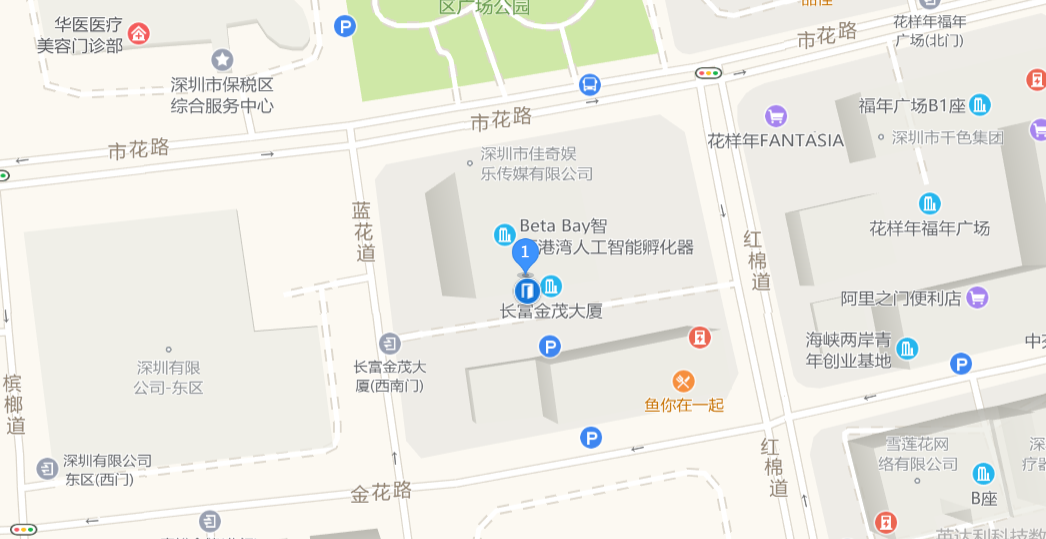 区广场公园
花样年福年
广场(北门)
华医医疗
美容门诊部
市花路
深圳市保税区
综合服务中心
福年广场B1座
市花路
花样年FANTASIA
深圳市干色集团
市花路
深圳市佳奇娱
乐传媒有限公司
蓝花道
Beta Bay智
港湾人工智能孵化器
1
花样年福年广场
红棉道
长富金茂大厦
阿里之门便利店
海峡两岸青
年创业基地
深圳有限
公司-东区
长富金茂大
厦(西南门)
槟榔道
鱼你在一起
红棉道
雪莲花网
络有限公司
深圳有限公司
东区(西门)
金花路
B座
P
P
P
P